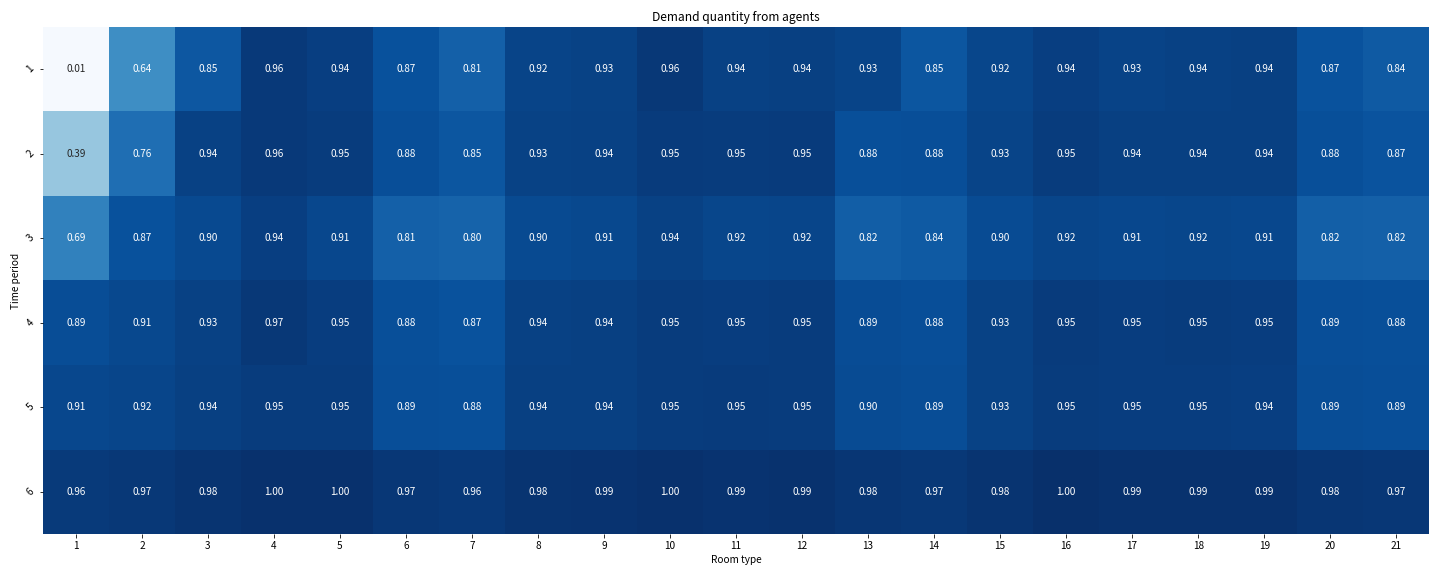 Demand quantity from agents
1 0.01 0.64 0.85 0.96 0.94 0.87 0.81 0.92 0.93 0.96 0.94 0.94 0.93 0.85 0.92 0.94 0.93 0.94 0.94 0.87 0.84
2 0.39 0.76 0.94 0.96 0.95 0.88 0.85 0.93 0.94 0.95 0.95 0.95 0.88 0.88 0.93 0.95 0.94 0.94 0.94 0.88 0.87
3 0.69 0.87 0.90 0.94 0.91 0.81 0.80 0.90 0.91 0.94 0.92 0.92 0.82 0.84 0.90 0.92 0.91 0.92 0.91 0.82 0.82
Time period
4 0.89 0.91 0.93 0.97 0.95 0.88 0.87 0.94 0.94 0.95 0.95 0.95 0.89 0.88 0.93 0.95 0.95 0.95 0.95 0.89 0.88
5 0.91 0.92 0.94 0.95 0.95 0.89 0.88 0.94 0.94 0.95 0.95 0.95 0.90 0.89 0.93 0.95 0.95 0.95 0.94 0.89 0.89
6 0.96 0.97 0.98 1.00 1.00 0.97 0.96 0.98 0.99 1.00 0.99 0.99 0.98 0.97 0.98 1.00 0.99 0.99 0.99 0.98 0.97
1 2 3 4 5 6 7 8 9 10 11 12 13 14 15 16 17 18 19 20 21
Room type